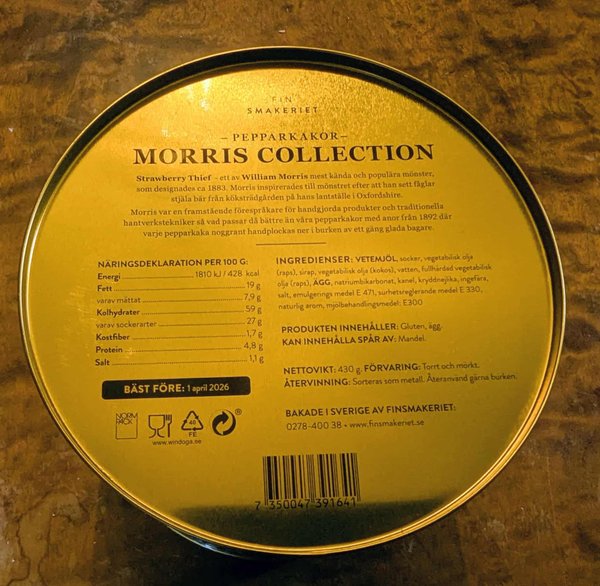 FIN
SMAKERIET
– PEPPARKAKOR –
MORRIS COLLECTION
Strawberry Thief – ett av William Morris mest kända och populära mönster,
som designades ca 1883. Morris inspirerades till mönstret efter att han sett fåglar
stjäla bär från köksträdgården på hans lantställe i Oxfordshire.
Morris var en framstående förespråkare för handgjorda produkter och traditionella
hantverkstekniker så vad passar då bättre än våra pepparkakor med anor från 1892 där
varje pepparkaka noggrant handplockas ner i burken av ett gäng glada bagare.
NÄRINGSDEKLARATION PER 100 G:
Energi 1810 kJ / 428 kcal
Fett 19 g
varav mättat 7,9 g
Kolhydrater 59 g
varav sockerarter 27 g
Kostfiber 1,7 g
Protein 4,8 g
Salt 1,1 g
BÄST FÖRE: 1 april 2026
NORM
PACK
www.windoga.se
40
FE
INGREDIENSER: VETEMJÖL, socker, vegetabilisk olja
(raps), sirap, vegetabilisk olja (kokos), vatten, fullhärdad vegetabilisk
olja (raps), ÄGG, natriumbikarbonat, kanel, kryddnejlika, ingefära,
salt, emulgerings medel E 471, surhetsreglerande medel E 330,
naturlig arom, mjölbehandlingsmedel: E300
PRODUKTEN INNEHÅLLER: Gluten, ägg.
KAN INNEHÅLLA SPÅR AV: Mandel.
NETTOVIKT: 430 g. FÖRVARING: Torrt och mörkt.
ÅTERVINNING: Sorteras som metall. Återanvänd gärna burken.
BAKADE I SVERIGE AV FINSMAKERIET:
0278-400 38 • www.finsmakeriet.se
7 350047 391641